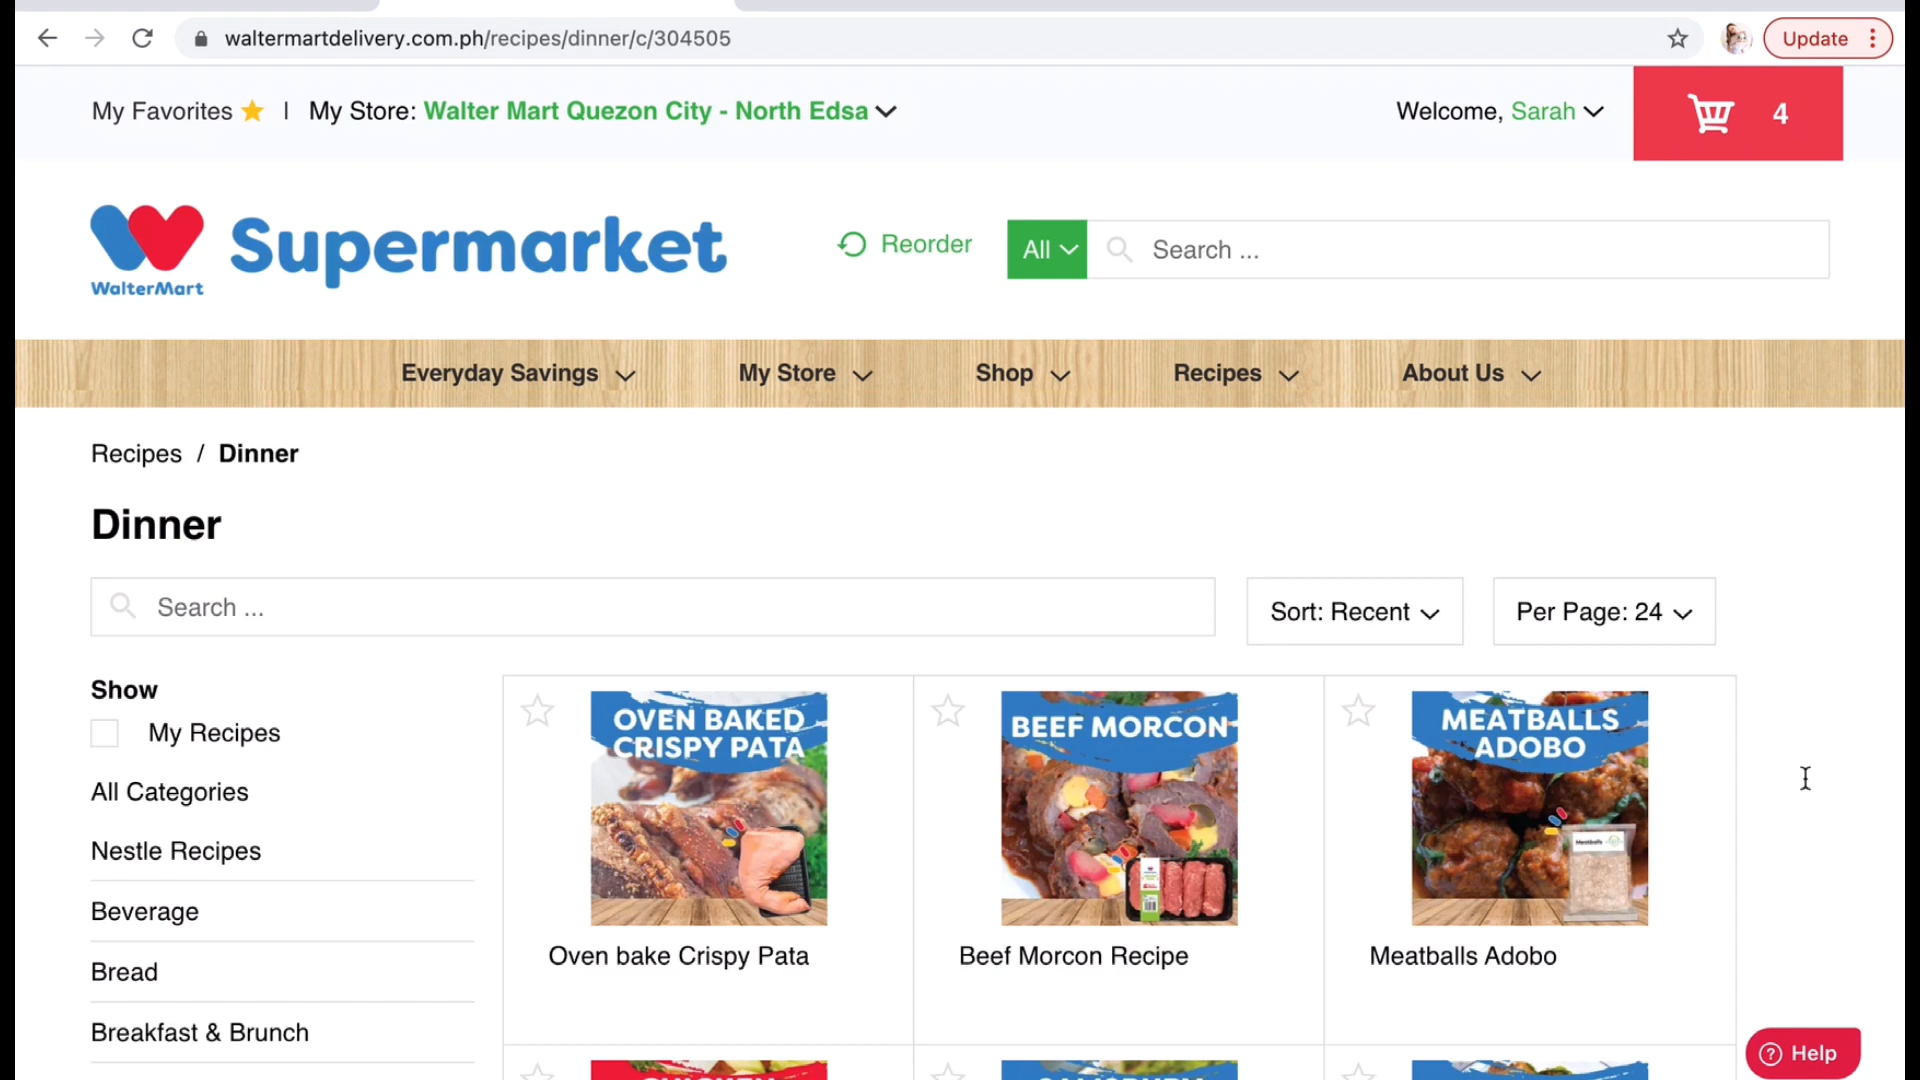 waltermartdelivery.com.ph/recipes/dinner/c/304505
Update
My Favorites | My Store: Walter Mart Quezon City - North Edsa
Welcome, Sarah
4
WalterMart
Supermarket
Reorder
All
Search ...
Everyday Savings
My Store
Shop
Recipes
About Us
Recipes / Dinner
Dinner
Search ...
Sort: Recent
Per Page: 24
Show
My Recipes
All Categories
Nestle Recipes
Beverage
Bread
Breakfast & Brunch
OVEN BAKED
CRISPY PATA
Oven bake Crispy Pata
BEEF MORCON
Beef Morcon Recipe
MEATBALLS
ADOBO
Meatballs
Meatballs Adobo
Help